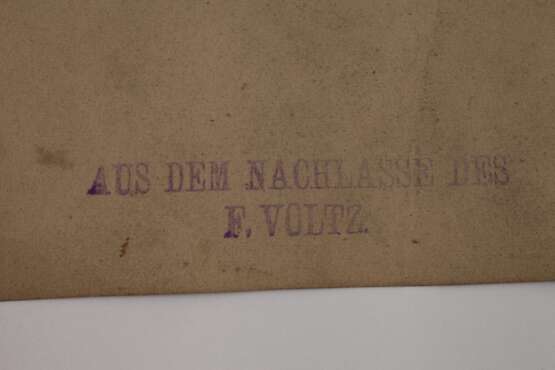 AUS DEM NACHLASSE DES
F. VOLTZ.